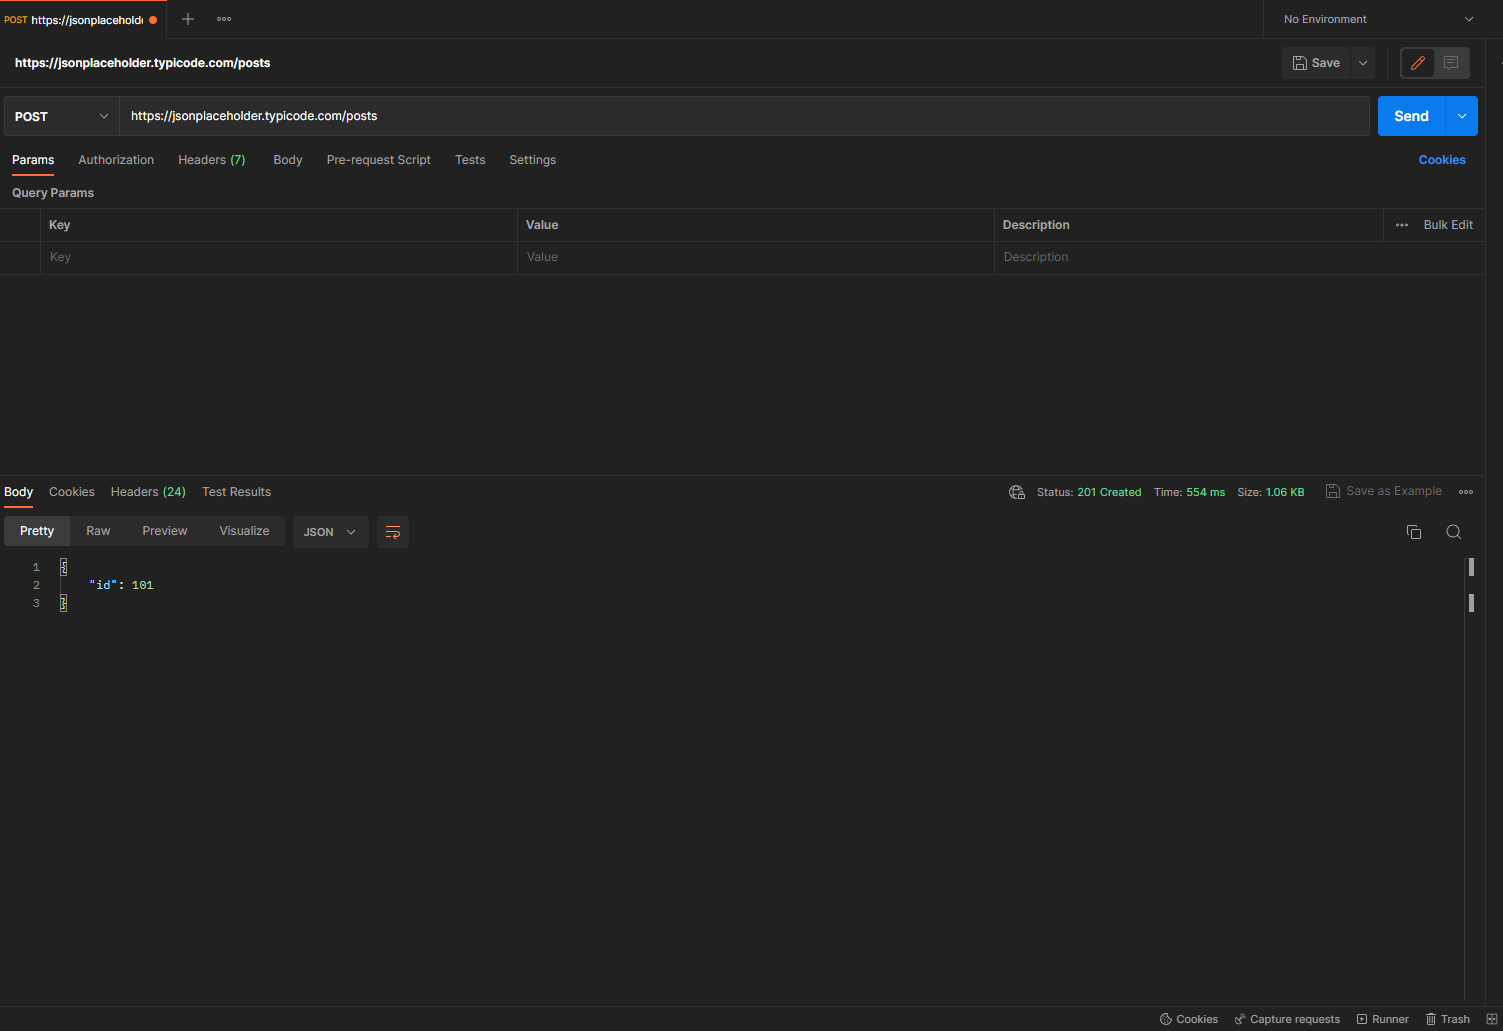 POST https://jsonplaceholde
No Environment
https://jsonplaceholder.typicode.com/posts
Save
POST
https://jsonplaceholder.typicode.com/posts
Send
Params Authorization Headers (7) Body Pre-request Script Tests Settings Cookies
Query Params
Key Value Description Bulk Edit
Key Value Description
Body Cookies Headers (24) Test Results Status: 201 Created Time: 554 ms Size: 1.06 KB Save as Example
Pretty Raw Preview Visualize JSON
1 {
2 "id": 101
3 }
Cookies Capture requests Runner Trash